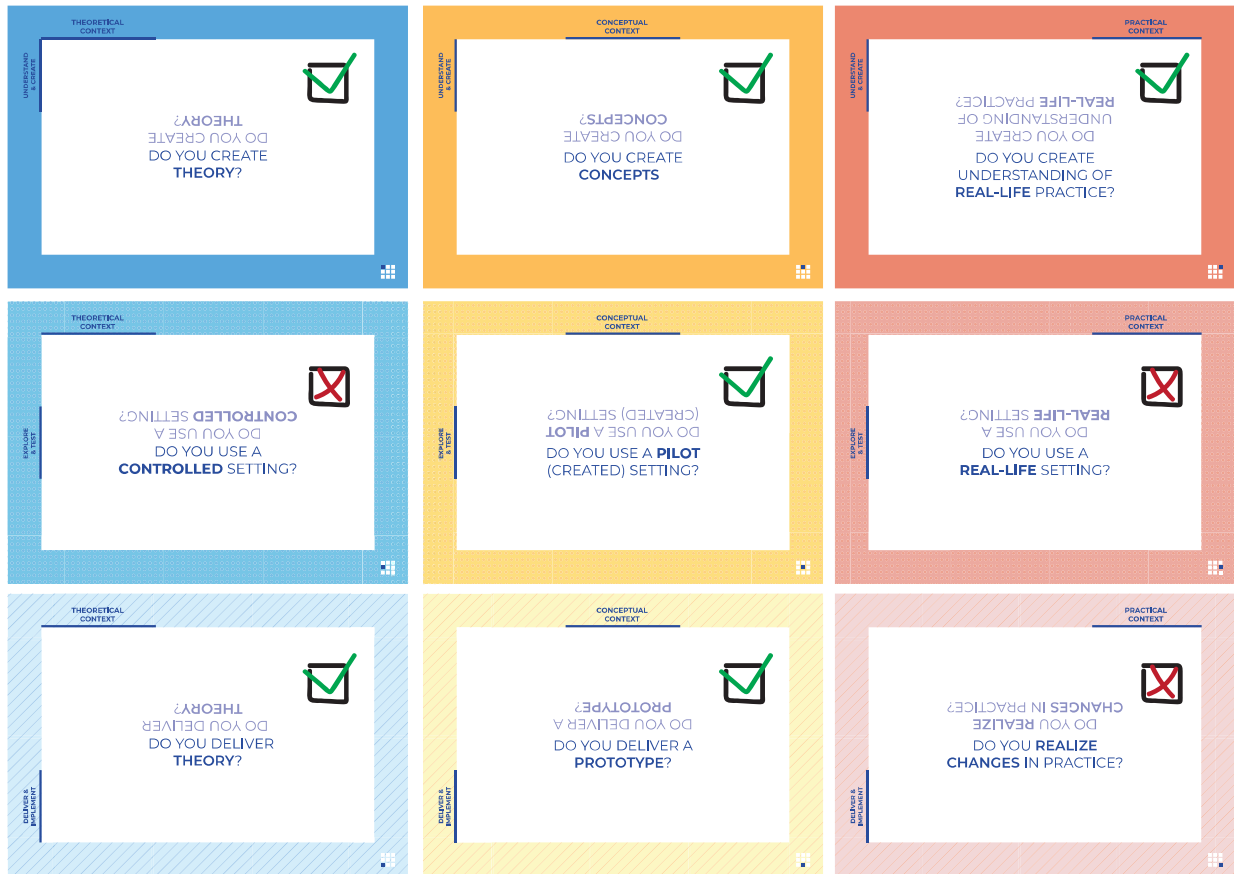 THEORETICAL
CONTEXT
UNDERSTAND
& CREATE
DO YOU CREATE
THEORY?
DO YOU CREATE
THEORY?
CONCEPTUAL
CONTEXT
UNDERSTAND
& CREATE
DO YOU CREATE
CONCEPTS?
DO YOU CREATE
CONCEPTS
PRACTICAL
CONTEXT
UNDERSTAND
& CREATE
DO YOU CREATE
UNDERSTANDING OF
REAL-LIFE PRACTICE?
DO YOU CREATE
UNDERSTANDING OF
REAL-LIFE PRACTICE?
THEORETICAL
CONTEXT
EXPLORE
& TEST
DO YOU USE A
CONTROLLED SETTING?
DO YOU USE A
CONTROLLED SETTING?
CONCEPTUAL
CONTEXT
EXPLORE
& TEST
DO YOU USE A PILOT
(CREATED) SETTING?
DO YOU USE A PILOT
(CREATED) SETTING?
PRACTICAL
CONTEXT
EXPLORE
& TEST
DO YOU USE A
REAL-LIFE SETTING?
DO YOU USE A
REAL-LIFE SETTING?
THEORETICAL
CONTEXT
DELIVER &
IMPLEMENT
DO YOU DELIVER
THEORY?
DO YOU DELIVER
THEORY?
CONCEPTUAL
CONTEXT
DELIVER &
IMPLEMENT
DO YOU DELIVER A
PROTOTYPE?
DO YOU DELIVER A
PROTOTYPE?
PRACTICAL
CONTEXT
DELIVER &
IMPLEMENT
DO YOU REALIZE
CHANGES IN PRACTICE?
DO YOU REALIZE
CHANGES IN PRACTICE?